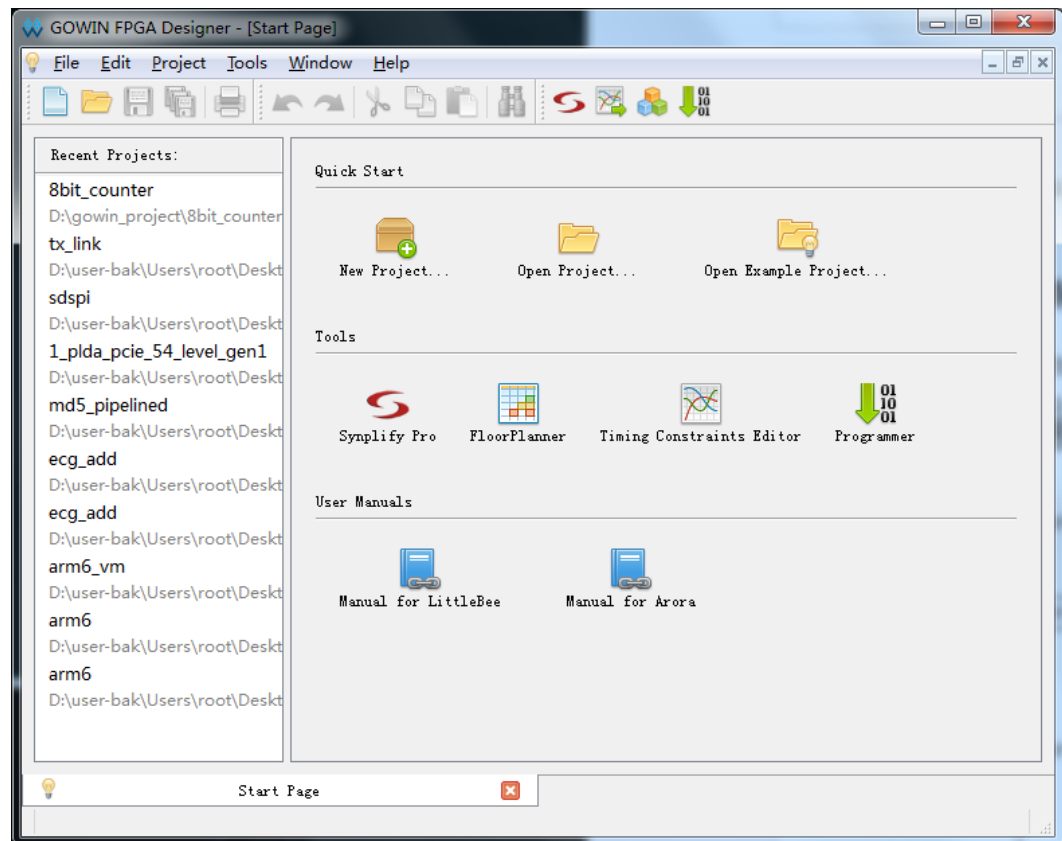 GOWIN FPGA Designer - [Start Page]
File Edit Project Tools Window Help
01
10
01
Recent Projects:
8bit_counter
D:\gowin_project\8bit_counter
tx_link
D:\user-bak\Users\root\Deskt
sdspi
D:\user-bak\Users\root\Deskt
1_plda_pcie_54_level_gen1
D:\user-bak\Users\root\Deskt
md5_pipelined
D:\user-bak\Users\root\Deskt
ecg_add
D:\user-bak\Users\root\Deskt
ecg_add
D:\user-bak\Users\root\Deskt
arm6_vm
D:\user-bak\Users\root\Deskt
arm6
D:\user-bak\Users\root\Deskt
arm6
D:\user-bak\Users\root\Deskt
Quick Start
New Project... Open Project... Open Example Project...
Tools
01
10
01
Synplify Pro FloorPlanner Timing Constraints Editor Programmer
User Manuals
Manual for LittleBee Manual for Arora
Start Page